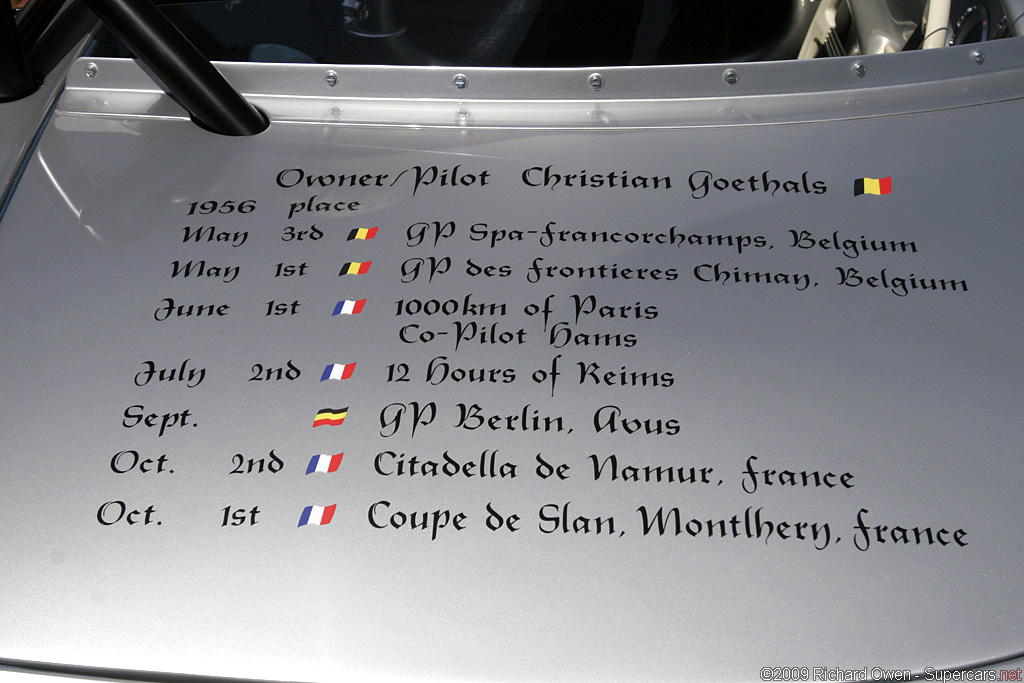 Owner/Pilot Christian Goethals
1956 place
May 3rd GP Spa-Francorchamps, Belgium
May 1st GP des Frontieres Chimay, Belgium
June 1st 1000km of Paris
Co-Pilot Hams
July 2nd 12 Hours of Reims
Sept. GP Berlin, Avus
Oct. 2nd Citadella de Namur, France
Oct. 1st Coupe de Slan, Montlhery, France
©2009 Richard Owen - Supercars.net